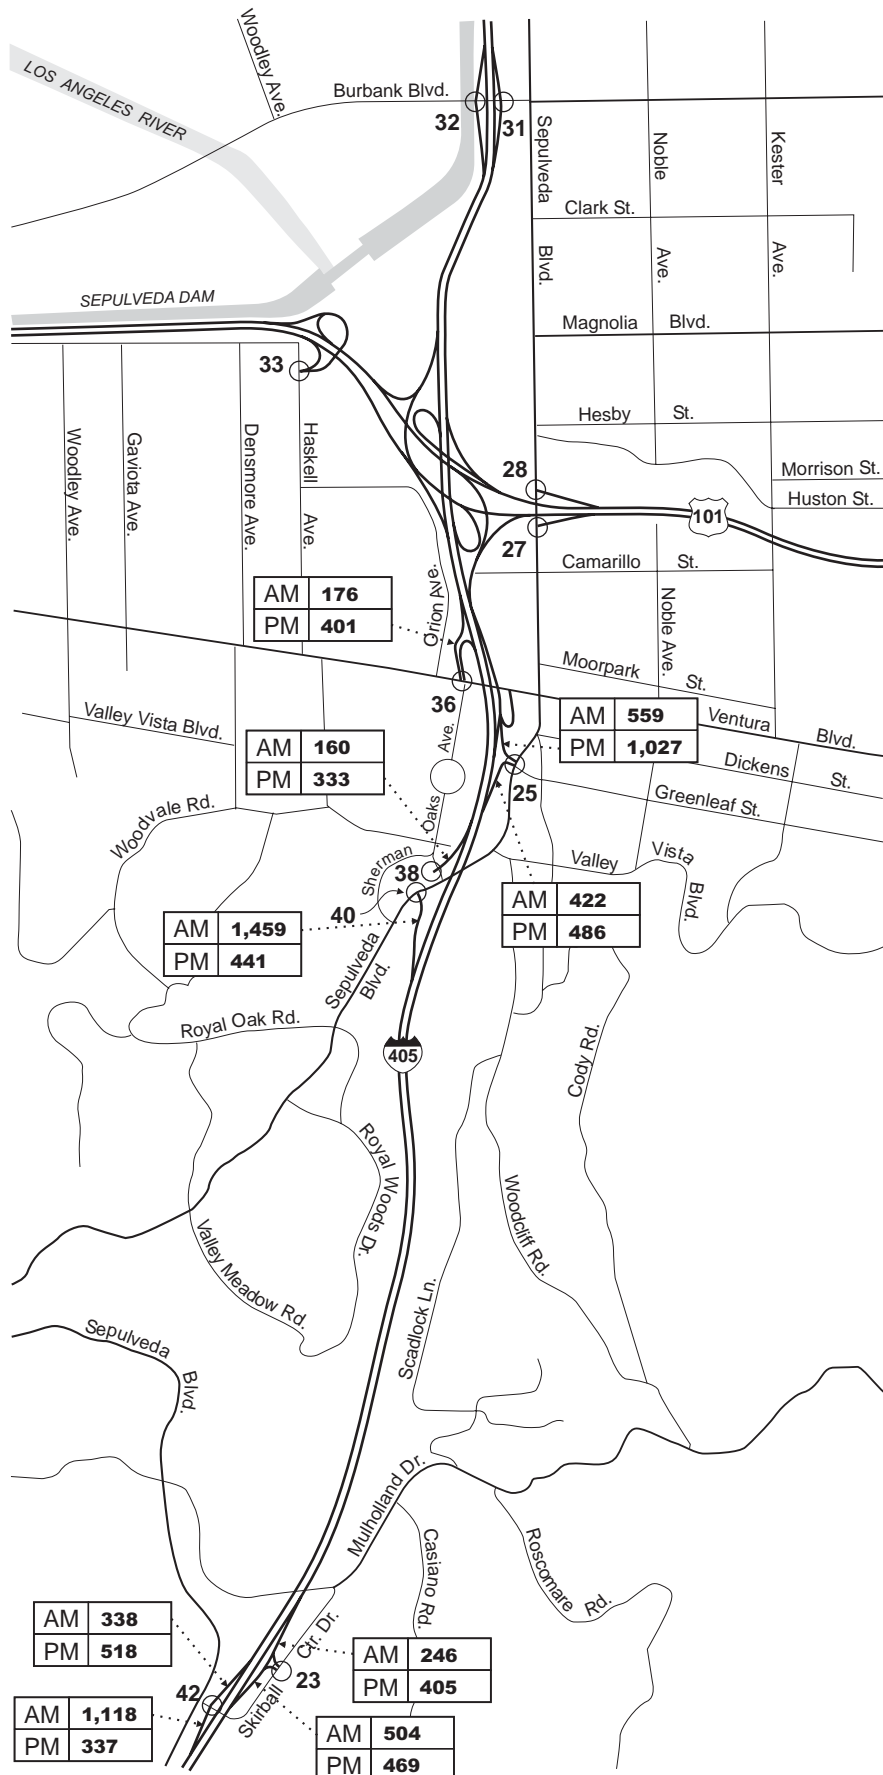 Woodley Ave.
LOS ANGELES RIVER
Burbank Blvd.
32
31
Sepulveda
Blvd.
Noble
Ave.
Kester
Ave.
Clark St.
SEPULVEDA DAM
Magnolia Blvd.
33
Hesby St.
Woodley Ave.
Gaviota Ave.
Densmore Ave.
Haskell
Ave.
28
Morrison St.
Huston St.
101
27
Camarillo St.
Orion Ave.
Noble Ave.
AM 176
PM 401
Moorpark St.
36
Valley Vista Blvd.
AM 559
PM 1,027
Ventura Blvd.
AM 160
PM 333
Ave.
Oaks
Sherman
25
Dickens St.
Greenleaf St.
Woodvale Rd.
Valley Vista Blvd.
38
40
AM 422
PM 486
AM 1,459
PM 441
Sepulveda
Blvd.
Royal Oak Rd.
405
Cody Rd.
Royal Woods Dr.
Woodcliff Rd.
Valley Meadow Rd.
Scadlock Ln.
Sepulveda
Blvd.
Mulholland Dr.
Casiano Rd.
Roscomare Rd.
AM 338
PM 518
Skirball Ctr. Dr.
AM 246
PM 405
23
42
AM 1,118
PM 337
AM 504
PM 469